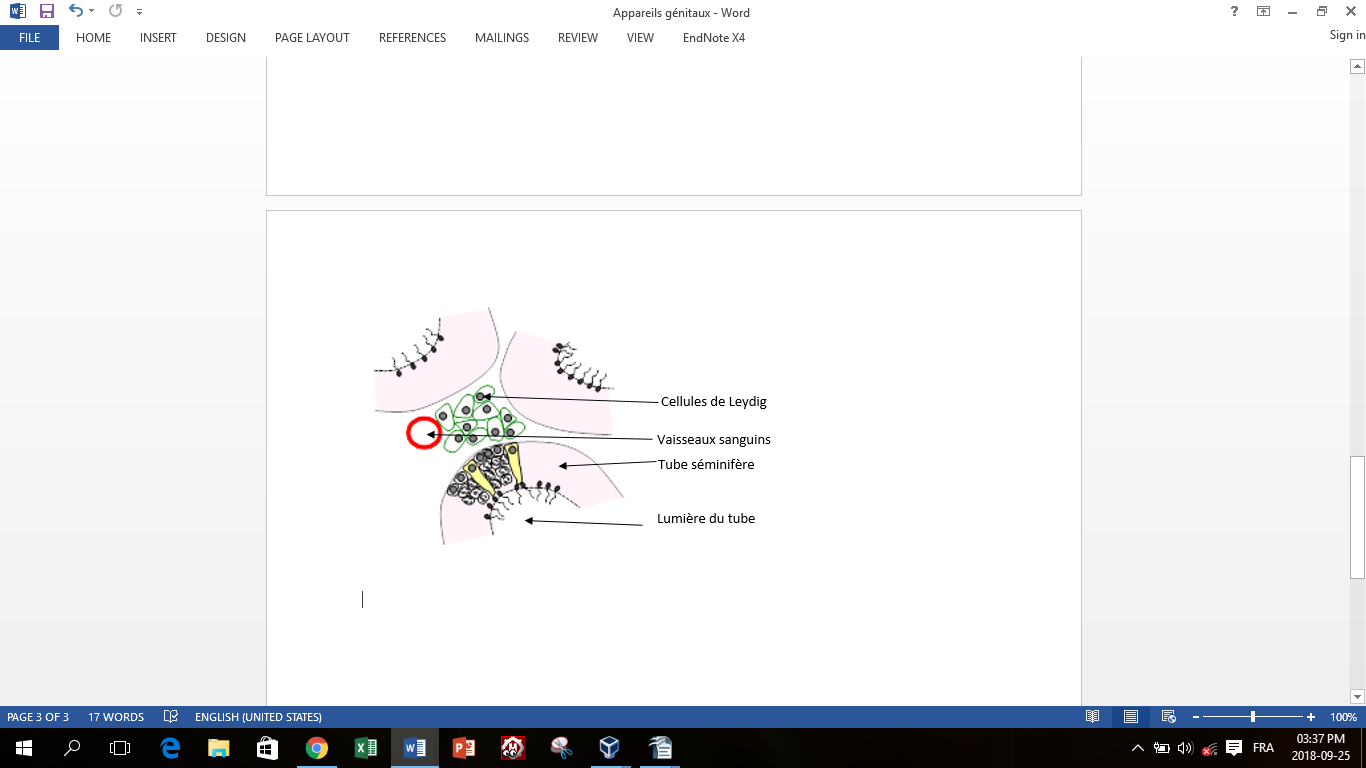 Appareils génitaux - Word
?
FILE HOME INSERT DESIGN PAGE LAYOUT REFERENCES MAILINGS REVIEW VIEW EndNote X4
Sign in
Cellules de Leydig
Vaisseaux sanguins
Tube séminifère
Lumière du tube
PAGE 3 OF 3 17 WORDS ENGLISH (UNITED STATES) 100%
FRA
03:37 PM
2018-09-25